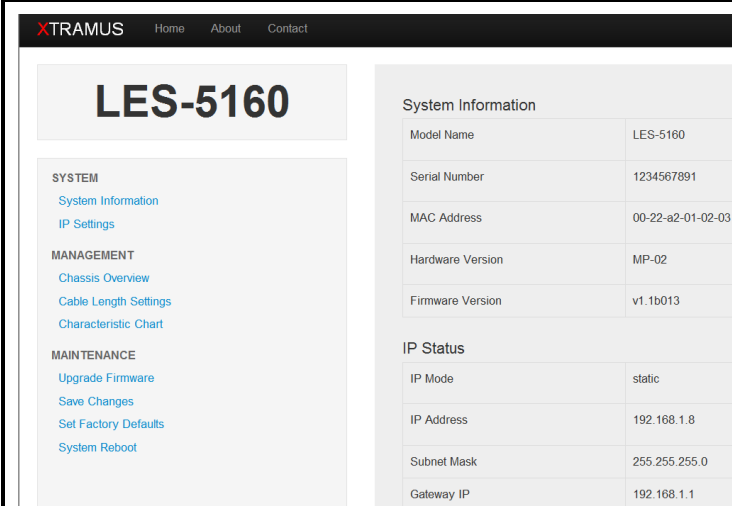 XTRAMUS Home About Contact
LES-5160
SYSTEM
System Information
IP Settings
MANAGEMENT
Chassis Overview
Cable Length Settings
Characteristic Chart
MAINTENANCE
Upgrade Firmware
Save Changes
Set Factory Defaults
System Reboot
System Information
Model Name LES-5160
Serial Number 1234567891
MAC Address 00-22-a2-01-02-03
Hardware Version MP-02
Firmware Version v1.1b013
IP Status
IP Mode static
IP Address 192.168.1.8
Subnet Mask 255.255.255.0
Gateway IP 192.168.1.1